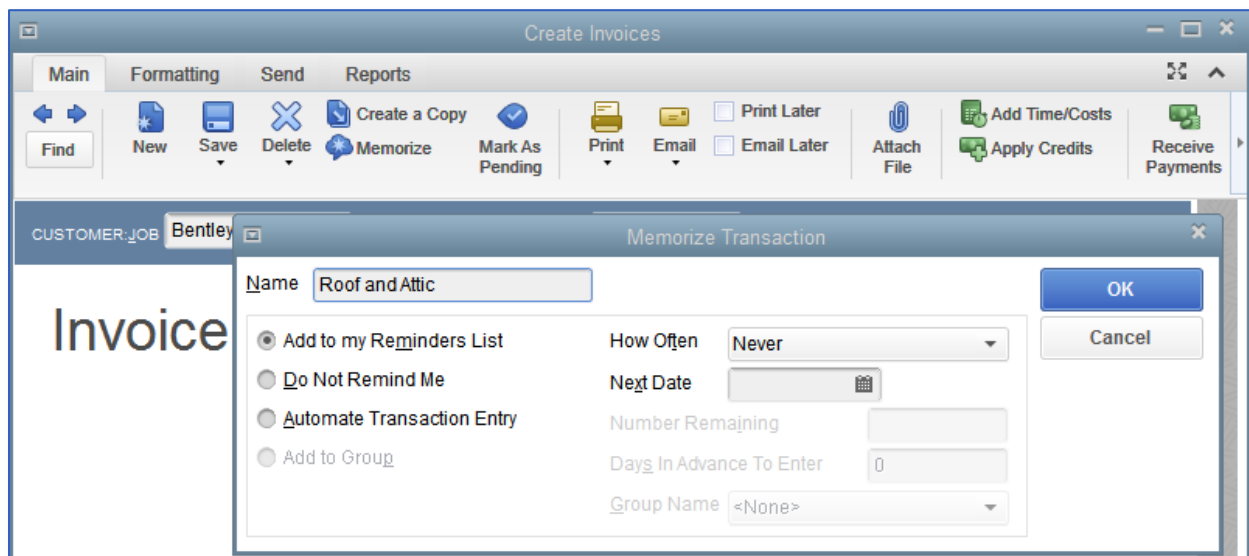 Create Invoices
Main Formatting Send Reports
Find New Save Delete Create a Copy Memorize Mark As Pending Print Email Print Later Email Later Attach File Add Time/Costs Apply Credits Receive Payments
CUSTOMER:JOB Bentley
Invoice
Memorize Transaction
Name Roof and Attic
OK
Cancel
Add to my Reminders List
Do Not Remind Me
Automate Transaction Entry
Add to Group
How Often Never
Next Date
Number Remaining
Days In Advance To Enter 0
Group Name <None>